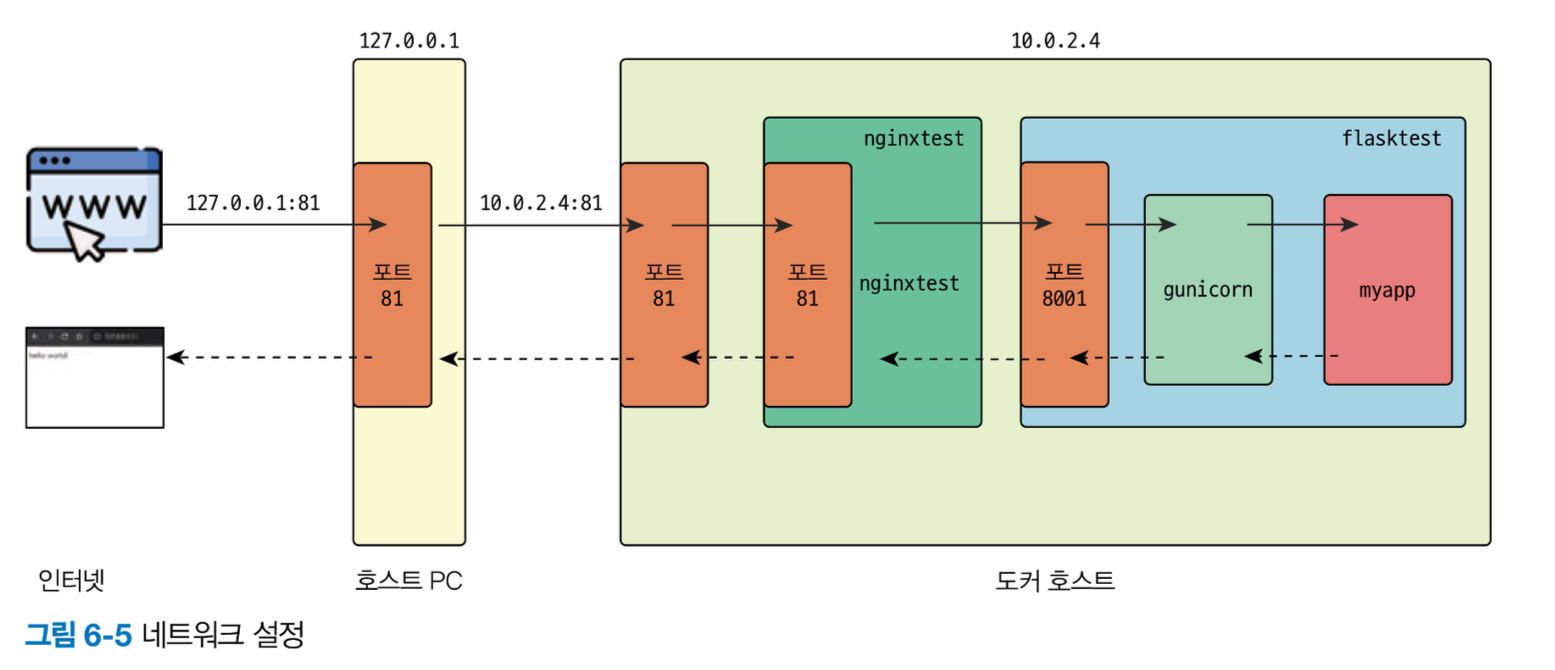 127.0.0.1
10.0.2.4
nginxtest
flasktest
WWW
127.0.0.1:81
10.0.2.4:81
포트
81
포트
81
포트
81
nginxtest
포트
8001
gunicorn
myapp
hello world!
인터넷
호스트 PC
도커 호스트
그림 6-5 네트워크 설정